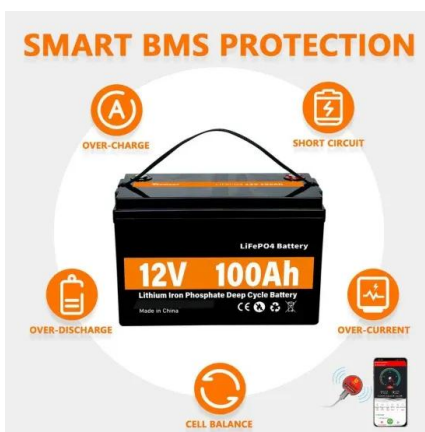 SMART BMS PROTECTION
A
OVER-CHARGE
SHORT CIRCUIT
LiFePO4 Battery
12V 100Ah
Lithium Iron Phosphate Deep Cycle Battery
Made in China
CE
OVER-DISCHARGE
OVER-CURRENT
CELL BALANCE